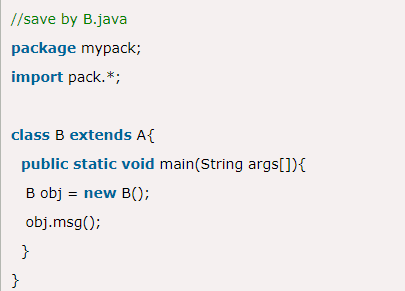 //save by B.java
package mypack;
import pack.*;
class B extends A{
public static void main(String args[]){
B obj = new B();
obj.msg();
}
}